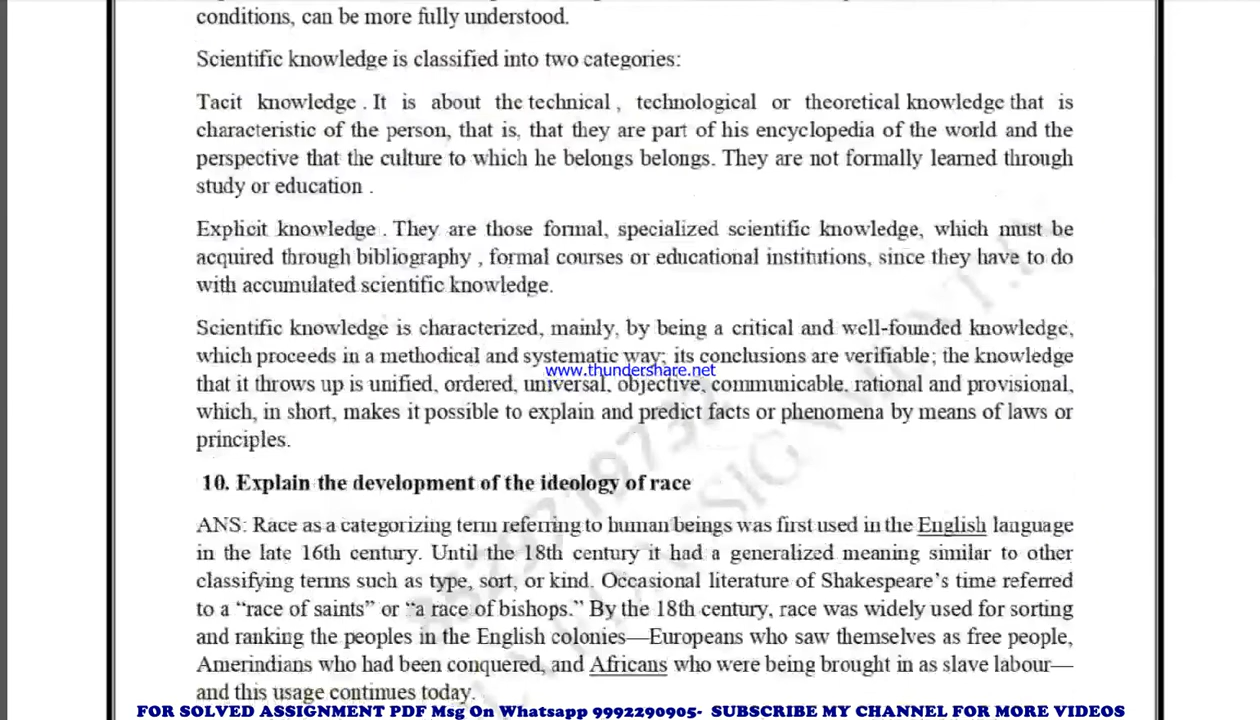 conditions, can be more fully understood.
Scientific knowledge is classified into two categories:
Tacit knowledge . It is about the technical , technological or theoretical knowledge that is
characteristic of the person, that is, that they are part of his encyclopedia of the world and the
perspective that the culture to which he belongs belongs. They are not formally learned through
study or education .
Explicit knowledge . They are those formal, specialized scientific knowledge, which must be
acquired through bibliography , formal courses or educational institutions, since they have to do
with accumulated scientific knowledge.
Scientific knowledge is characterized, mainly, by being a critical and well-founded knowledge,
which proceeds in a methodical and systematic way; its conclusions are verifiable; the knowledge
www.thundershare.net
that it throws up is unified, ordered, universal, objective, communicable, rational and provisional,
which, in short, makes it possible to explain and predict facts or phenomena by means of laws or
principles.
10. Explain the development of the ideology of race
ANS: Race as a categorizing term referring to human beings was first used in the English language
in the late 16th century. Until the 18th century it had a generalized meaning similar to other
classifying terms such as type, sort, or kind. Occasional literature of Shakespeare's time referred
to a “race of saints” or “a race of bishops.” By the 18th century, race was widely used for sorting
and ranking the peoples in the English colonies—Europeans who saw themselves as free people,
Amerindians who had been conquered, and Africans who were being brought in as slave labour—
and this usage continues today.
FOR SOLVED ASSIGNMENT PDF Msg On Whatsapp 9992290905- SUBSCRIBE MY CHANNEL FOR MORE VIDEOS